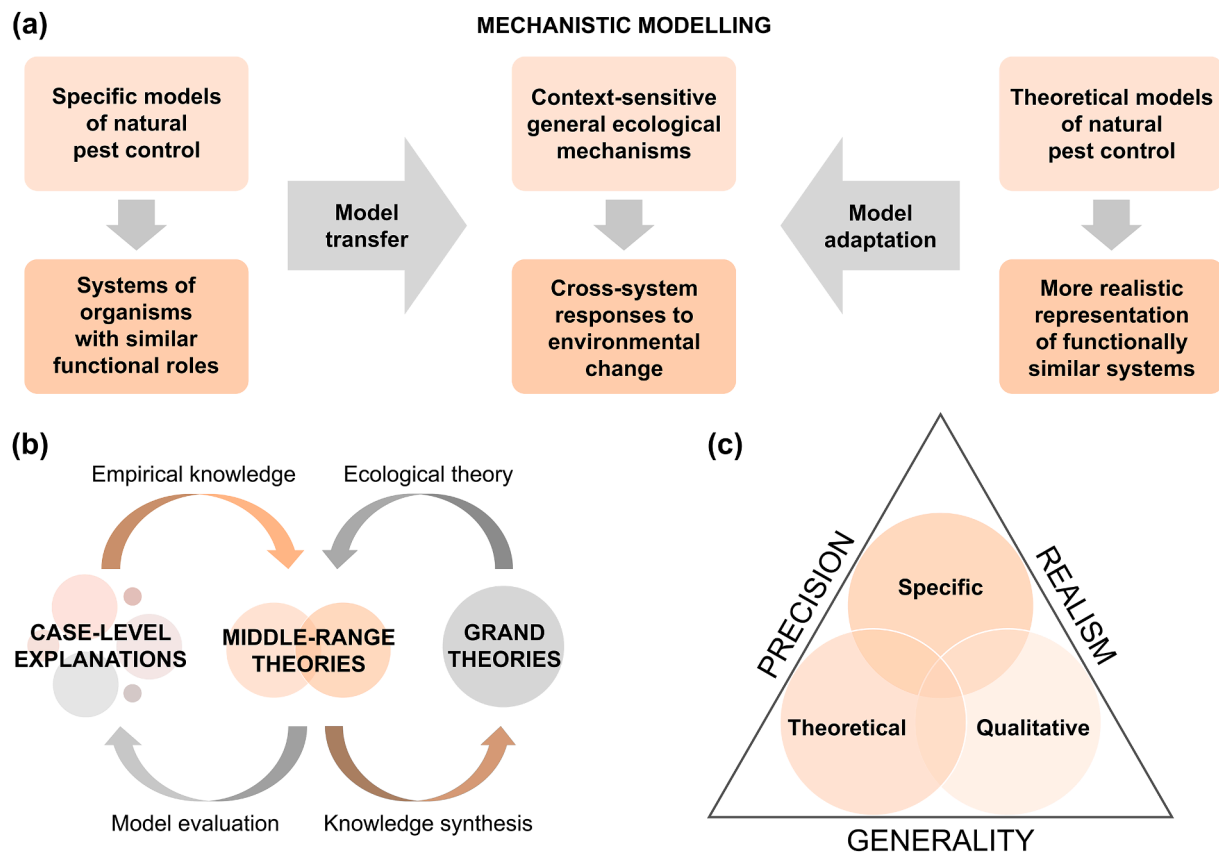 (a)
MECHANISTIC MODELLING
Specific models
of natural
pest control
Context-sensitive
general ecological
mechanisms
Theoretical models
of natural
pest control
Model
transfer
Model
adaptation
Systems of
organisms
with similar
functional roles
Cross-system
responses to
environmental
change
More realistic
representation
of functionally
similar systems
(b)
Empirical knowledge
Ecological theory
CASE-LEVEL
EXPLANATIONS
MIDDLE-RANGE
THEORIES
GRAND
THEORIES
Model evaluation
Knowledge synthesis
(c)
PRECISION
REALISM
Specific
Theoretical
Qualitative
GENERALITY